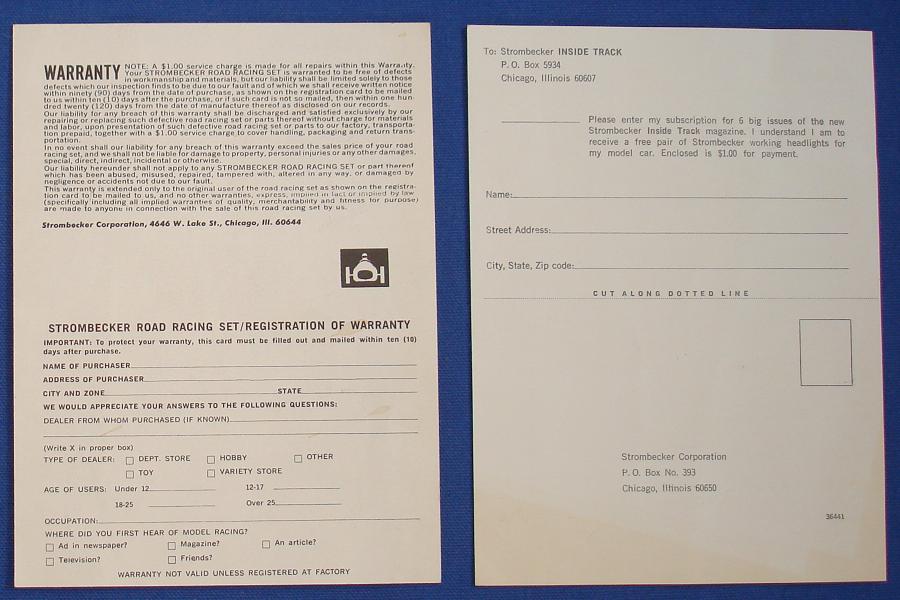 WARRANTY NOTE: A $1.00 service charge is made for all repairs within this Warranty.
Your STROMBECKER ROAD RACING SET is warranted to be free of defects
in workmanship and materials, but our liability shall be limited solely to those
defects which our inspection finds to be due to our fault and of which we shall receive written notice
within ninety (90) days from the date of purchase, as shown on the registration card to be mailed
to us within ten (10) days after the purchase, or if such card is not so mailed, then within one hun-
dred twenty (120) days from the date of manufacture thereof as disclosed on our records.
Our liability for any breach of this warranty shall be discharged and satisfied exclusively by our
repairing or replacing such defective road racing set or parts thereof without charge for materials
and labor, upon presentation of such defective road racing set or parts to our factory, transporta-
tion prepaid, together with a $1.00 service charge to cover handling, packaging and return trans-
portation.
In no event shall our liability for any breach of this warranty exceed the sales price of your road
racing set, and we shall not be liable for damage to property, personal injuries or any other damages,
special, direct, indirect, incidental or otherwise.
Our liability hereunder shall not apply to any STROMBECKER ROAD RACING SET or part thereof
which has been abused, misused, repaired, tampered with, altered in any way, or damaged by
negligence or accidents not due to our fault.
This warranty is extended only to the original user of the road racing set as shown on the registra-
tion card to be mailed to us, and no other warranties, express, implied in fact or implied by law
(specifically including all implied warranties of quality, merchantability and fitness for purpose)
are made to anyone in connection with the sale of this road racing set by us.
Strombecker Corporation, 4646 W. Lake St., Chicago, Ill. 60644
STROMBECKER ROAD RACING SET/REGISTRATION OF WARRANTY
IMPORTANT: To protect your warranty, this card must be filled out and mailed within ten (10)
days after purchase.
NAME OF PURCHASER
ADDRESS OF PURCHASER
CITY AND ZONE STATE
WE WOULD APPRECIATE YOUR ANSWERS TO THE FOLLOWING QUESTIONS:
DEALER FROM WHOM PURCHASED (IF KNOWN)
(Write X in proper box)
TYPE OF DEALER: DEPT. STORE HOBBY OTHER
TOY VARIETY STORE
AGE OF USERS: Under 12 12-17
18-25 Over 25
OCCUPATION:
WHERE DID YOU FIRST HEAR OF MODEL RACING?
Ad in newspaper? Magazine? An article?
Television? Friends?
WARRANTY NOT VALID UNLESS REGISTERED AT FACTORY
To: Strombecker INSIDE TRACK
P. O. Box 5934
Chicago, Illinois 60607
Please enter my subscription for 6 big issues of the new
Strombecker Inside Track magazine. I understand I am to
receive a free pair of Strombecker working headlights for
my model car. Enclosed is $1.00 for payment.
Name:
Street Address:
City, State, Zip code:
CUT ALONG DOTTED LINE
Strombecker Corporation
P. O. Box No. 393
Chicago, Illinois 60650
36441